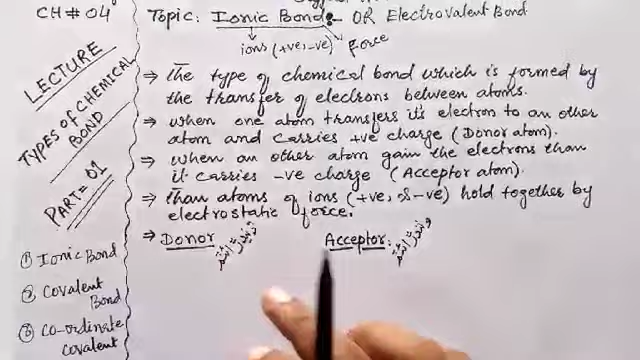 CH # 04
Topic: Ionic Bond:- OR Electrovalent Bond
ions (+ve, -ve) Force
LECTURE
TYPES OF CHEMICAL
BOND
PART= 01
① Ionic Bond
② Covalent
Bond
③ Co-ordinate
Covalent
⇒ The type of chemical bond which is formed by
the transfer of electrons between atoms.
⇒ when one atom transfers it's electron to an other
atom and carries +ve charge (Donor atom).
⇒ when an other atom gain the electrons than
it carries -ve charge (Acceptor atom).
⇒ Than atoms of ions (+ve, & -ve) hold together by
electrostatic force.
⇒ Donor Acceptor: